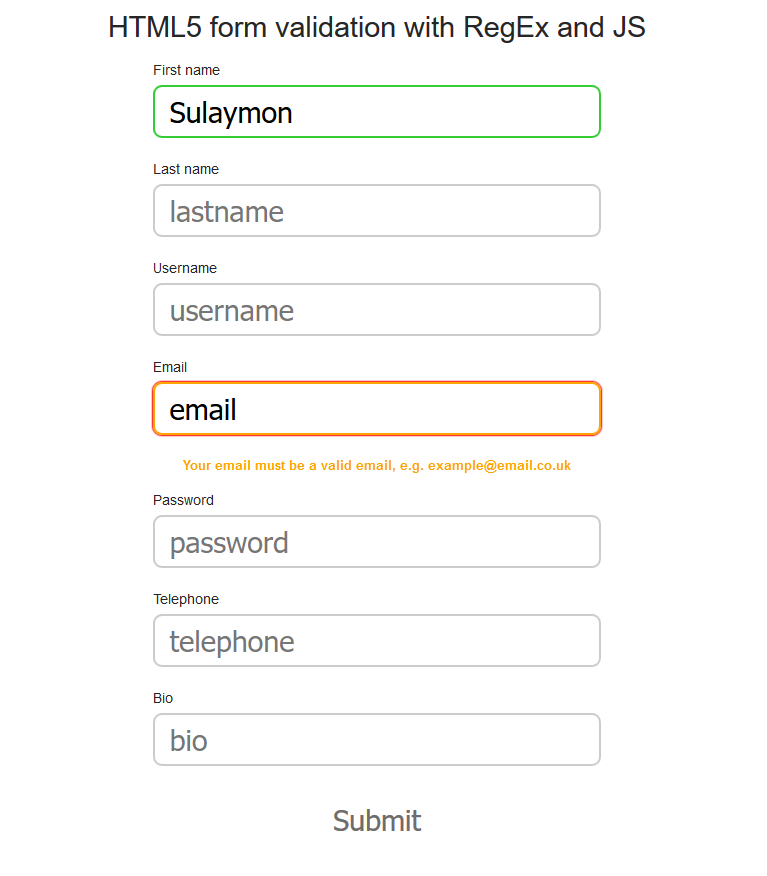 HTML5 form validation with RegEx and JS
First name
Sulaymon
Last name
lastname
Username
username
Email
email
Your email must be a valid email, e.g. example@email.co.uk
Password
password
Telephone
telephone
Bio
bio
Submit